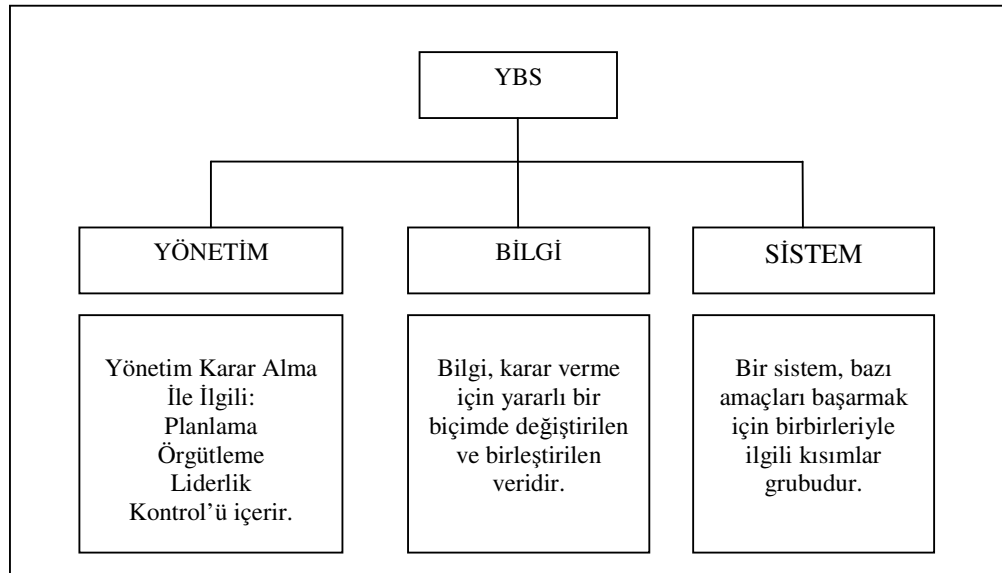 YBS
YÖNETİM
BİLGİ
SİSTEM
Yönetim Karar Alma
İle İlgili:
Planlama
Örgütleme
Liderlik
Kontrol’ü içerir.
Bilgi, karar verme
için yararlı bir
biçimde değiştirilen
ve birleştirilen
veridir.
Bir sistem, bazı
amaçları başarmak
için birbirleriyle
ilgili kısımlar
grubudur.